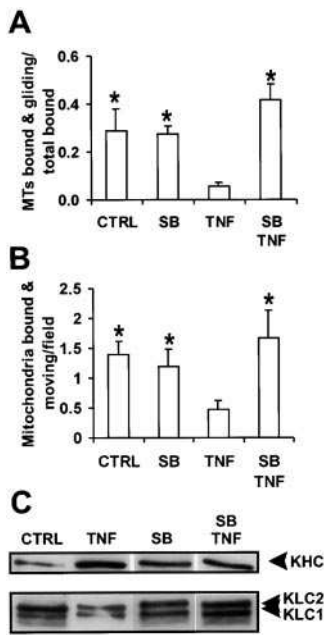 A
MTs bound & gliding/
total bound
0.6
0.4
0.2
0.0
*
*
*
CTRL SB TNF SB
TNF
B
Mitochondria bound &
moving/field
2.5
2
1.5
1
0.5
0
*
*
*
CTRL SB TNF SB
TNF
C
SB
CTRL TNF SB TNF
KHC
KLC2
KLC1